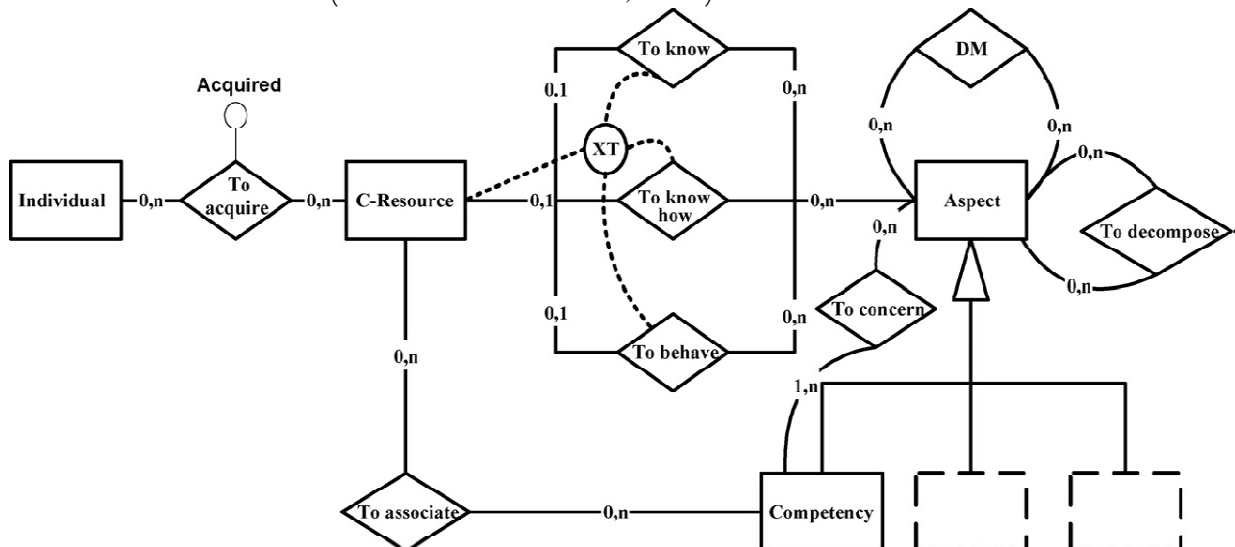 To know
DM
Acquired
0.1
0,n
0,n
0,n
XT
0,n
Individual
0,n
To
acquire
0,n
C-Resource
0,1
To know
how
0,n
Aspect
To decompose
0,n
0,n
0,1
To concern
0,n
0,n
To behave
1,n
To associate
0,n
Competency